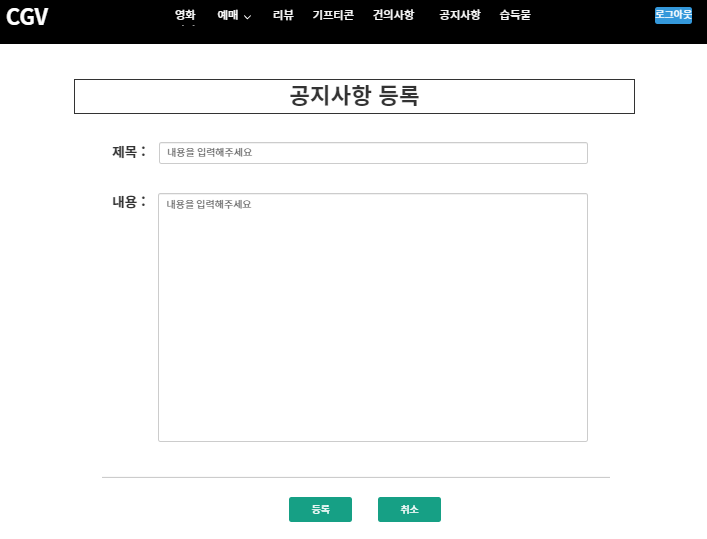 CGV 영화 예매 리뷰 기프티콘 건의사항 공지사항 습득물 로그아웃
공지사항 등록
제목 : 내용을 입력해주세요
내용 : 내용을 입력해주세요
등록 취소